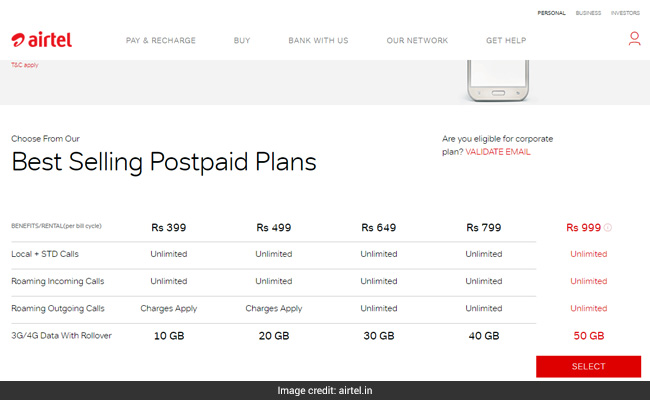 PERSONAL BUSINESS INVESTORS
airtel PAY & RECHARGE BUY BANK WITH US OUR NETWORK GET HELP
T&C apply
Choose From Our
Best Selling Postpaid Plans
Are you eligible for corporate
plan? VALIDATE EMAIL
BENEFITS/RENTAL(per bill cycle) Rs 399 Rs 499 Rs 649 Rs 799 Rs 999
Local + STD Calls Unlimited Unlimited Unlimited Unlimited Unlimited
Roaming Incoming Calls Unlimited Unlimited Unlimited Unlimited Unlimited
Roaming Outgoing Calls Charges Apply Charges Apply Unlimited Unlimited Unlimited
3G/4G Data With Rollover 10 GB 20 GB 30 GB 40 GB 50 GB
SELECT
Image credit: airtel.in